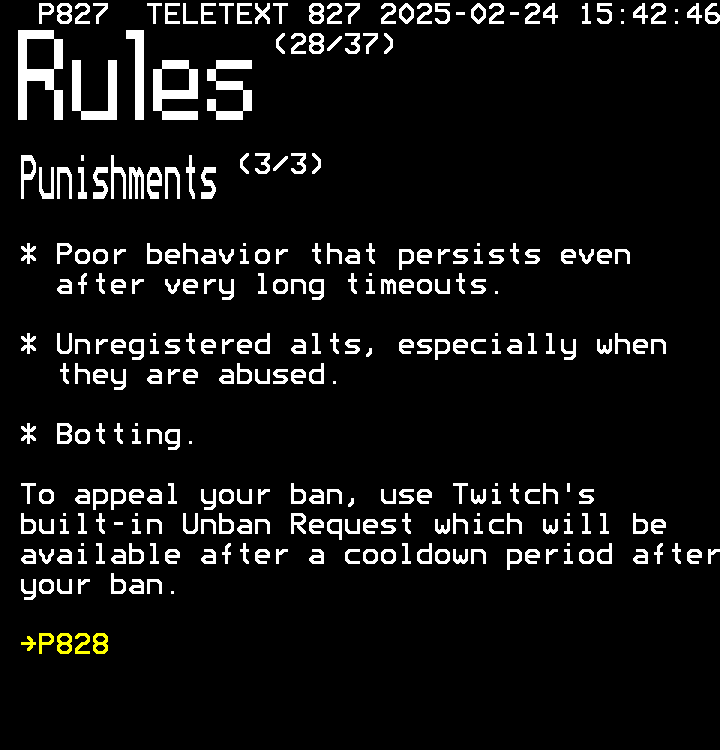 P827 TELETEXT 827 2025-02-24 15:42:46
Rules (28/37)
Punishments (3/3)
* Poor behavior that persists even
after very long timeouts.
* Unregistered alts, especially when
they are abused.
* Botting.
To appeal your ban, use Twitch's
built-in Unban Request which will be
available after a cooldown period after
your ban.
→P828